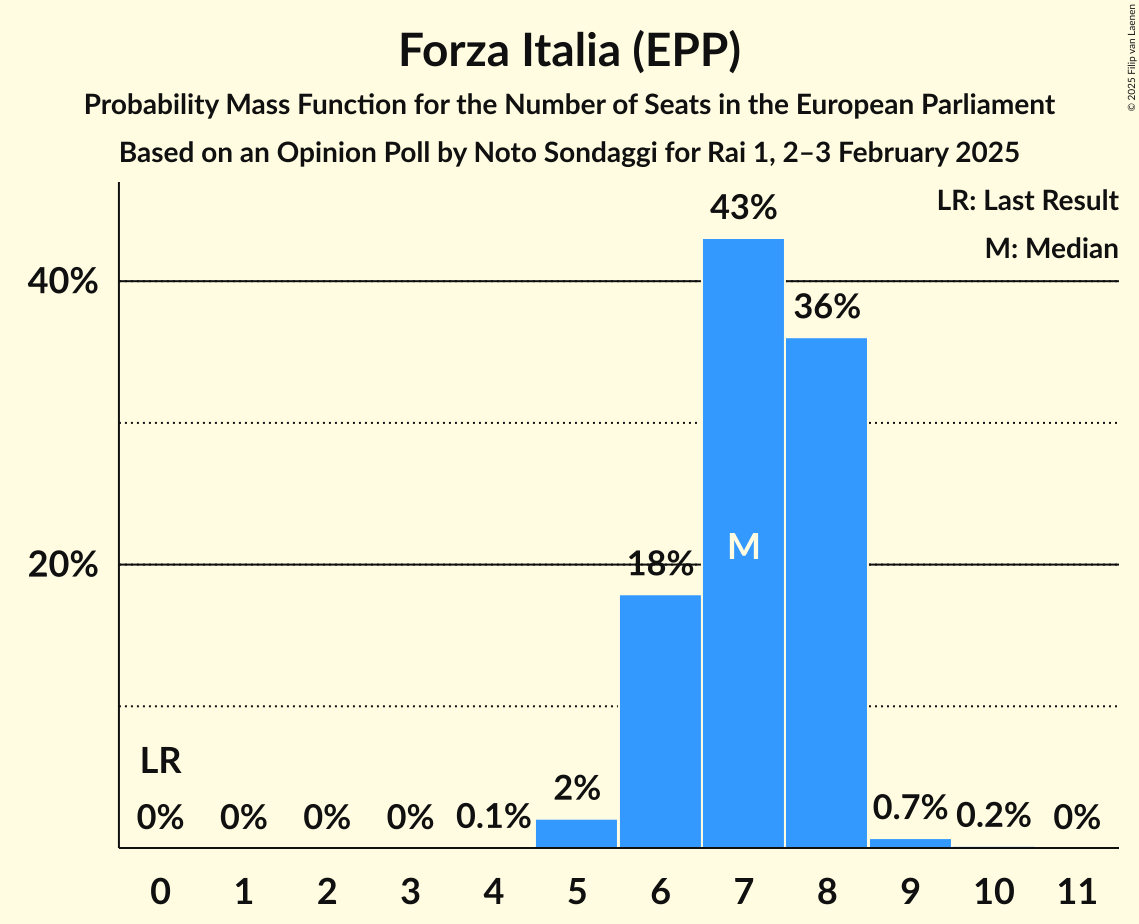 Forza Italia (EPP)
Probability Mass Function for the Number of Seats in the European Parliament
Based on an Opinion Poll by Noto Sondaggi for Rai 1, 2–3 February 2025
© 2025 Filip van Laenen
LR: Last Result
M: Median
43%
40%
36%
20%
18%
M
LR
0%
0%
0%
0%
0.1%
2%
0.7%
0.2%
0%
0 1 2 3 4 5 6 7 8 9 10 11